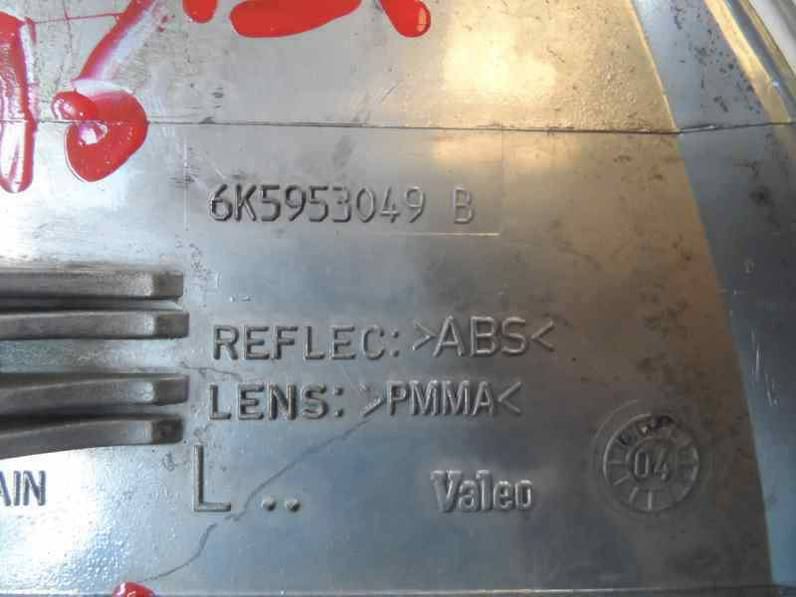 6K5953049 B
REFLEC: >ABS<
LENS: >PMMA<
AIN L.. Valeo 04